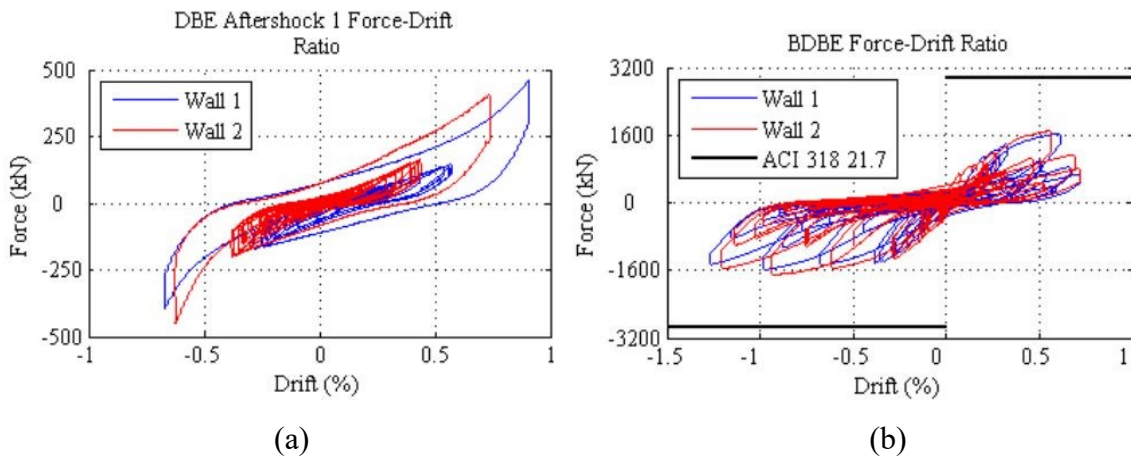 DBE Aftershock 1 Force-Drift
Ratio
500
250
0
-250
-500
Force (kN)
Wall 1
Wall 2
-1
-0.5
0
0.5
1
Drift (%)
(a)
BDBE Force-Drift Ratio
3200
1600
0
-1600
-3200
Force (kN)
Wall 1
Wall 2
ACI 318 21.7
-1.5
-1
-0.5
0
0.5
1
Drift (%)
(b)